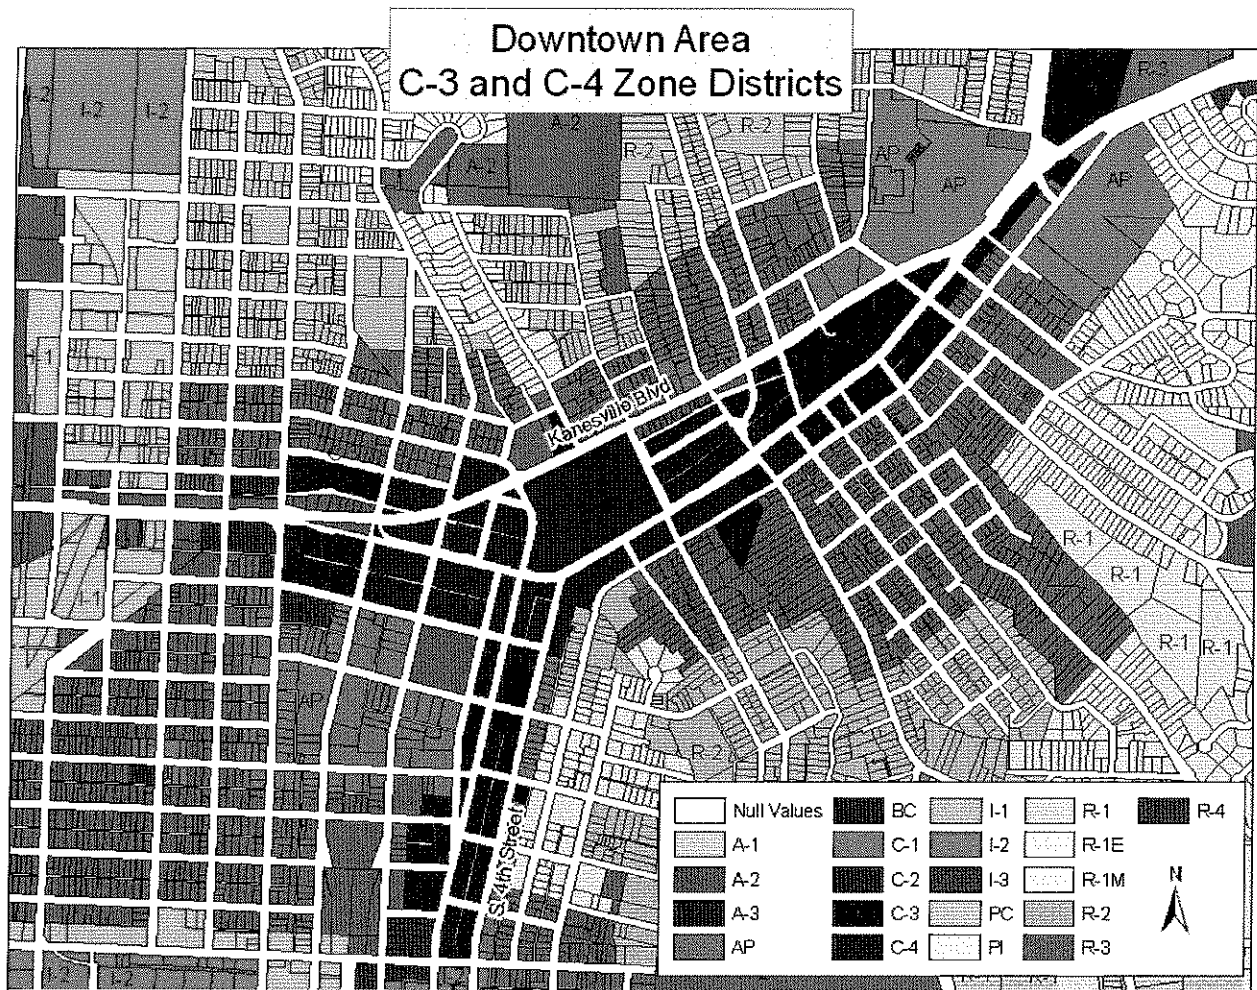 Downtown Area
C-3 and C-4 Zone Districts
R-3
I-2
I-2
I-2
A-2
R-2
R-2
A-2
AP
AP
AP
Kanesville Blvd
R-1
R-1
I-1
R-1
R-1
AP
R-2
S. 4th Street
I-2
I-2
I-2
Null Values
A-1
A-2
A-3
AP
BC
C-1
C-2
C-3
C-4
I-1
I-2
I-3
PC
PI
R-1
R-1E
R-1M
R-2
R-3
R-4
N